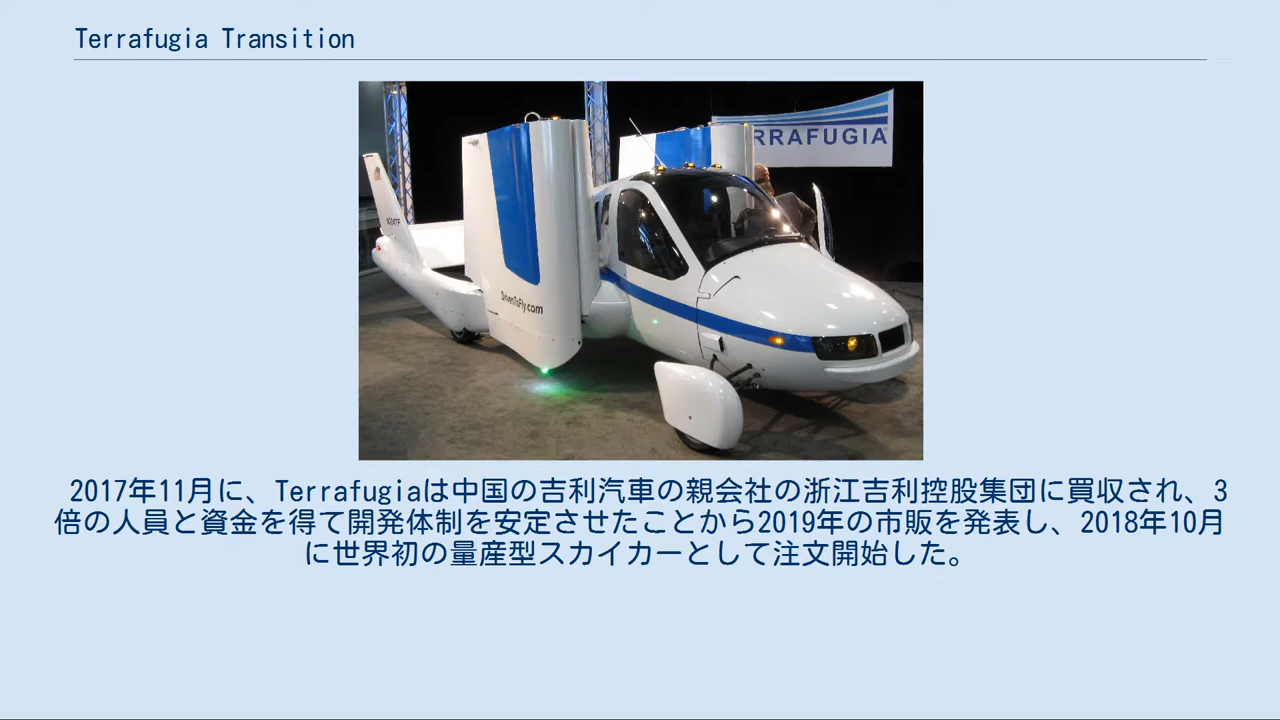 Terrafugia Transition
RRAFUGIA
DrivenToFly.com
2017年11月に、Terrafugiaは中国の吉利汽車の親会社の浙江吉利控股集団に買収され、3
倍の人員と資金を得て開発体制を安定させたことから2019年の市販を発表し、2018年10月
に世界初の量産型スカイカーとして注文開始した。